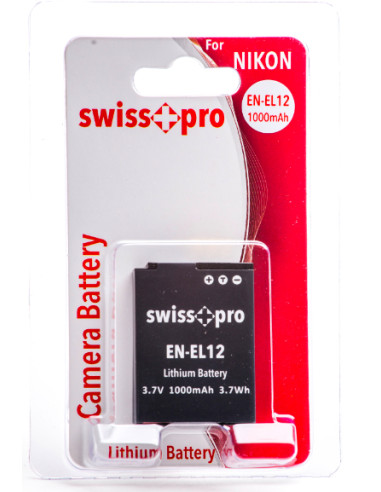 For
NIKON
EN-EL12
1000mAh
swiss+pro
Camera Battery
+ T -
swiss+pro
EN-EL12
Lithium Battery
3.7V 1000mAh 3.7Wh
Lithium Battery